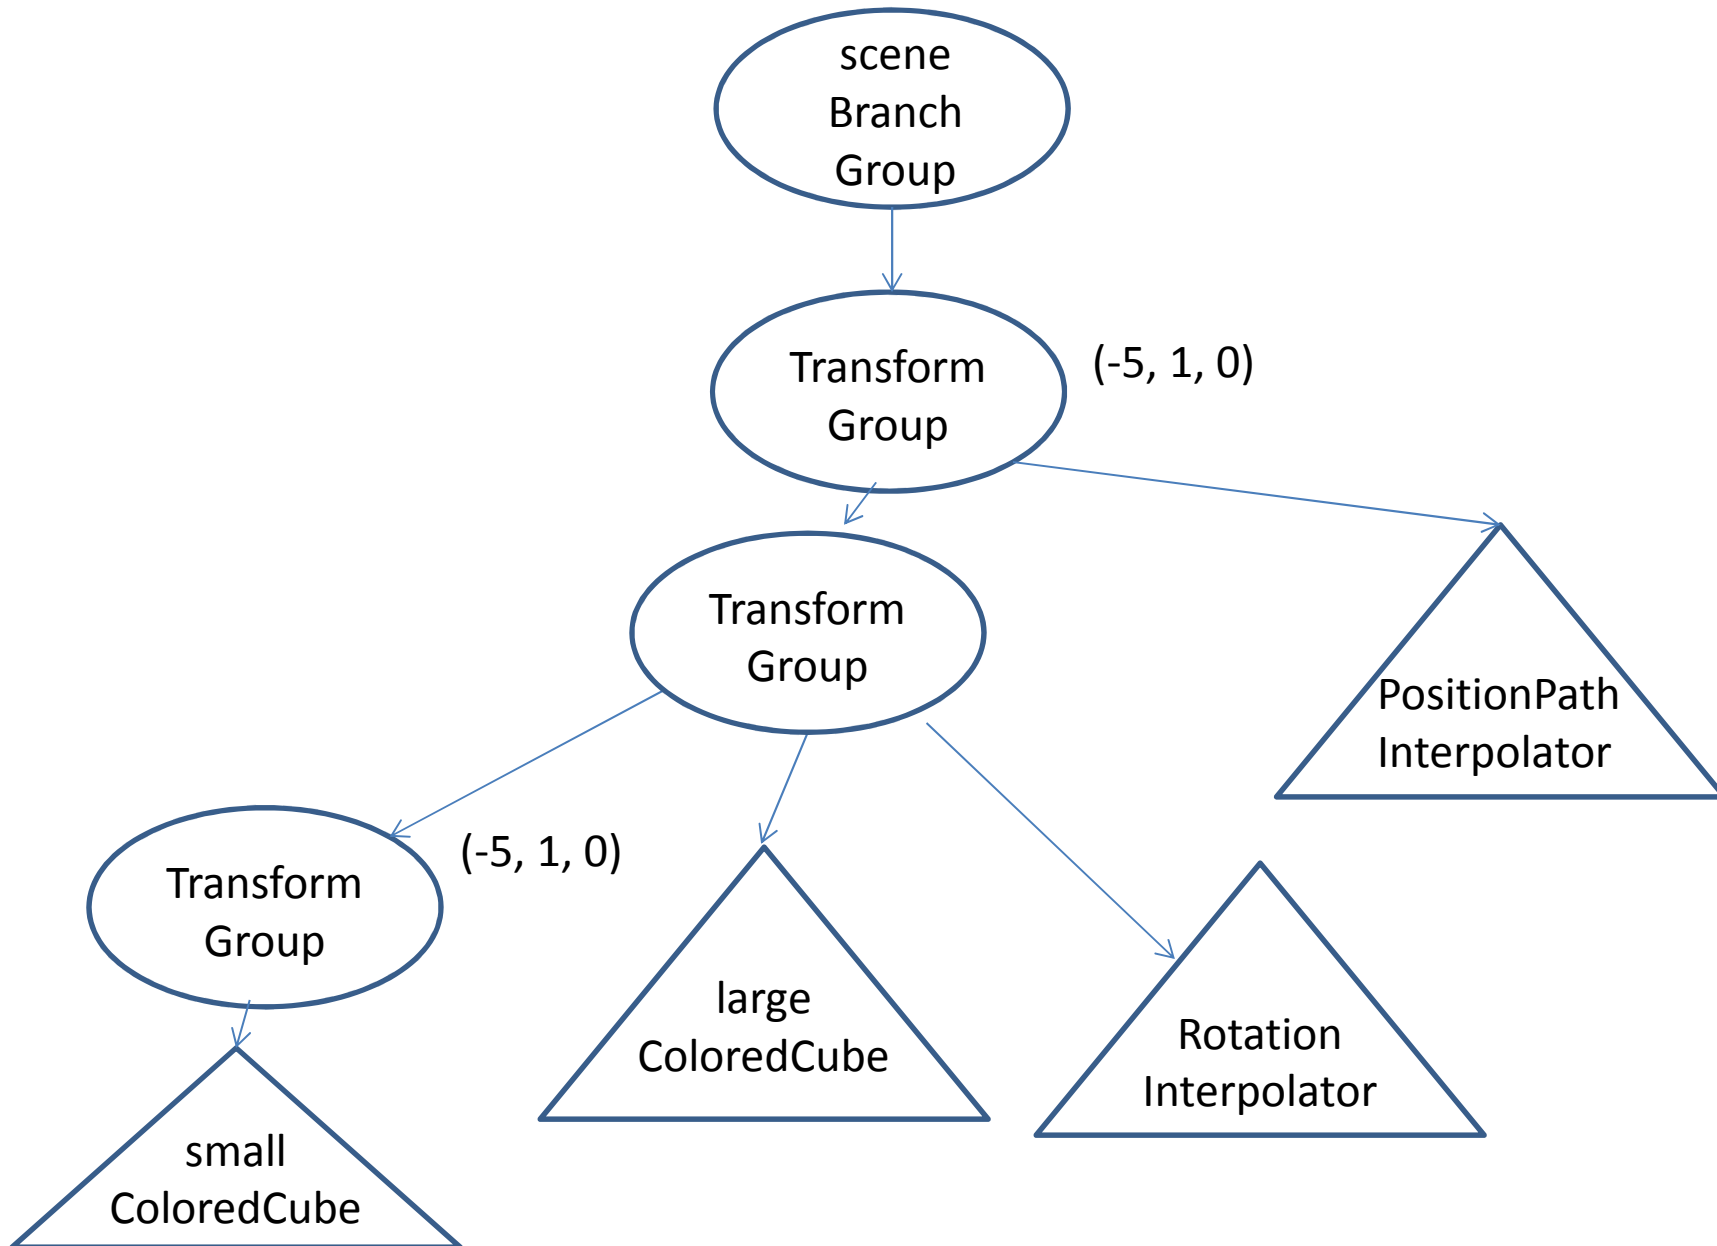 scene
Branch
Group
Transform
Group
(-5, 1, 0)
Transform
Group
PositionPath
Interpolator
Transform
Group
(-5, 1, 0)
large
ColoredCube
Rotation
Interpolator
small
ColoredCube